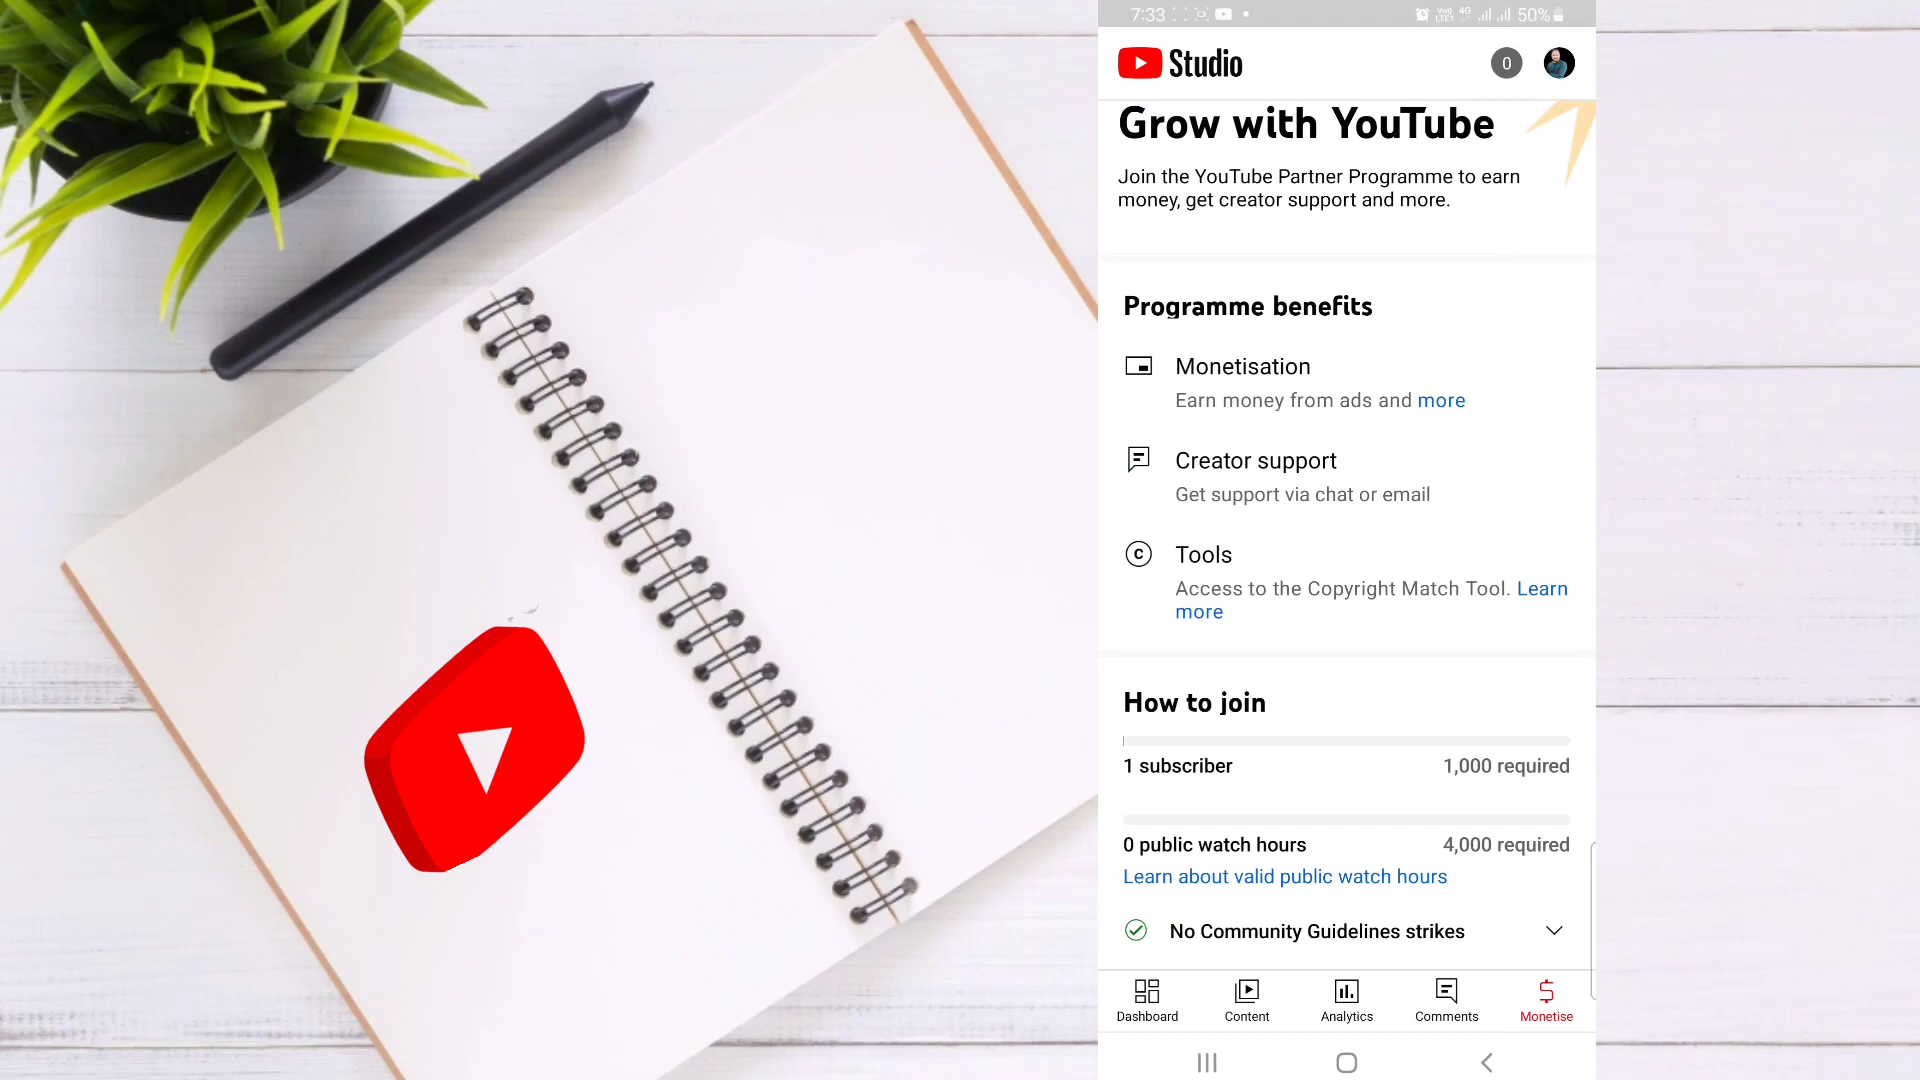 7:33
VoI) LTE1 4G 50%
Studio
0
Grow with YouTube
Join the YouTube Partner Programme to earn
money, get creator support and more.
Programme benefits
Monetisation
Earn money from ads and more
Creator support
Get support via chat or email
C
Tools
Access to the Copyright Match Tool. Learn
more
How to join
1 subscriber 1,000 required
0 public watch hours 4,000 required
Learn about valid public watch hours
No Community Guidelines strikes
Dashboard Content Analytics Comments Monetise